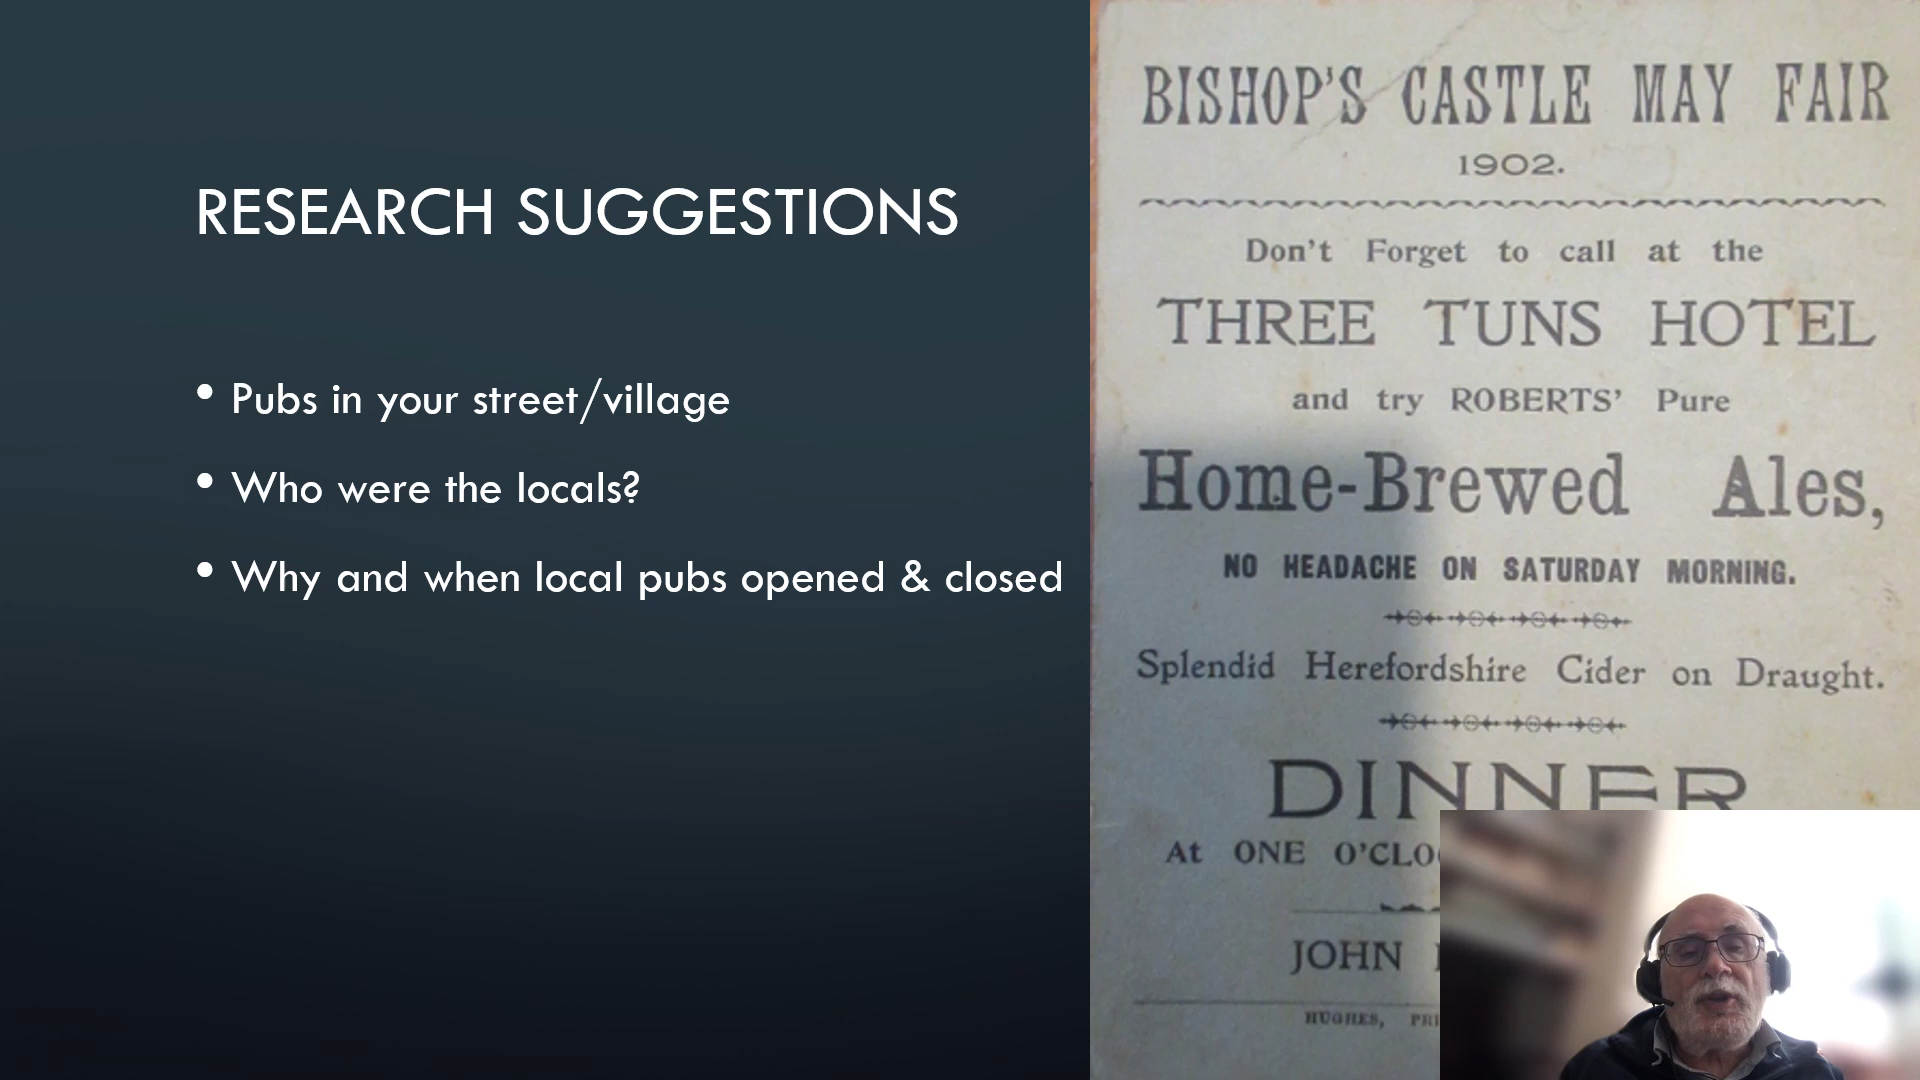 RESEARCH SUGGESTIONS
• Pubs in your street/village
• Who were the locals?
• Why and when local pubs opened & closed
BISHOP'S CASTLE MAY FAIR
1902.
Don't Forget to call at the
THREE TUNS HOTEL
and try ROBERTS' Pure
Home-Brewed Ales,
NO HEADACHE ON SATURDAY MORNING.
Splendid Herefordshire Cider on Draught.
DINNER
At ONE
JOHN
HUGHES,